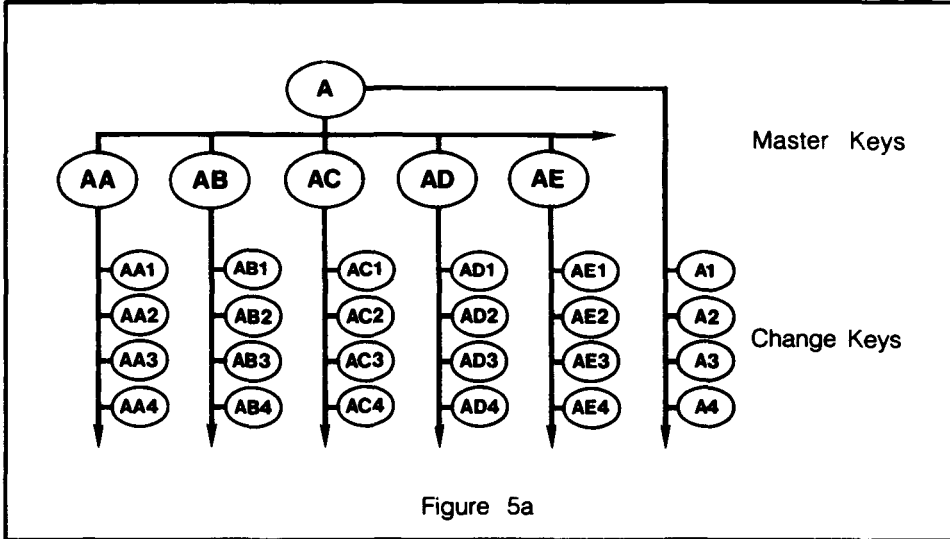 A
Master Keys
AA AB AC AD AE
AA1 AB1 AC1 AD1 AE1 A1
AA2 AB2 AC2 AD2 AE2 A2
Change Keys
AA3 AB3 AC3 AD3 AE3 A3
AA4 AB4 AC4 AD4 AE4 A4
Figure 5a